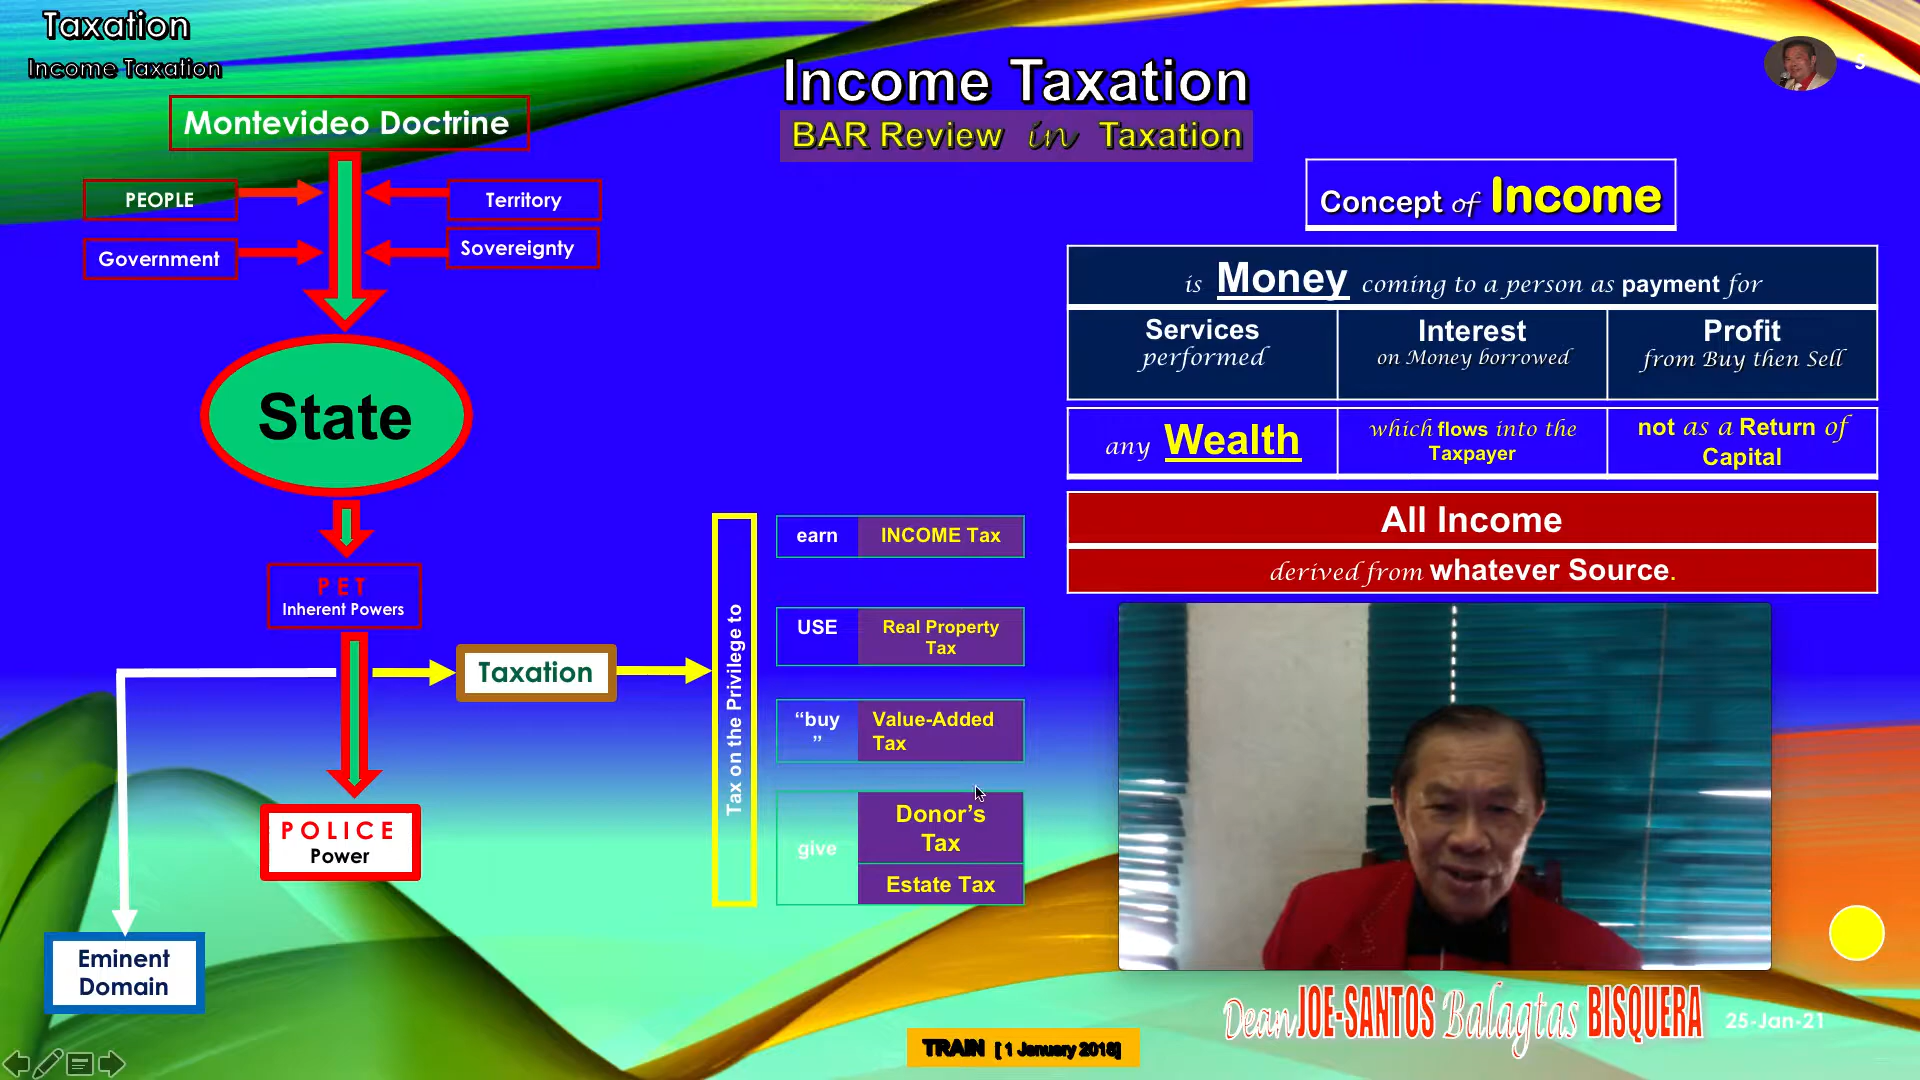 Taxation
Income Taxation
Income Taxation
BAR Review in Taxation
Montevideo Doctrine
PEOPLE
Territory
Government
Sovereignty
State
PET
Inherent Powers
Taxation
POLICE
Power
Eminent
Domain
Tax on the Privilege to
earn
INCOME Tax
USE
Real Property
Tax
“buy
”
Value-Added
Tax
give
Donor’s
Tax
Estate Tax
Concept of Income
is Money coming to a person as payment for
Services
performed
Interest
on Money borrowed
Profit
from Buy then Sell
any Wealth
which flows into the
Taxpayer
not as a Return of
Capital
All Income
derived from whatever Source.
Dean JOE-SANTOS Balagtas BISQUERA
25-Jan-21
TRAIN [ 1 January 2018]